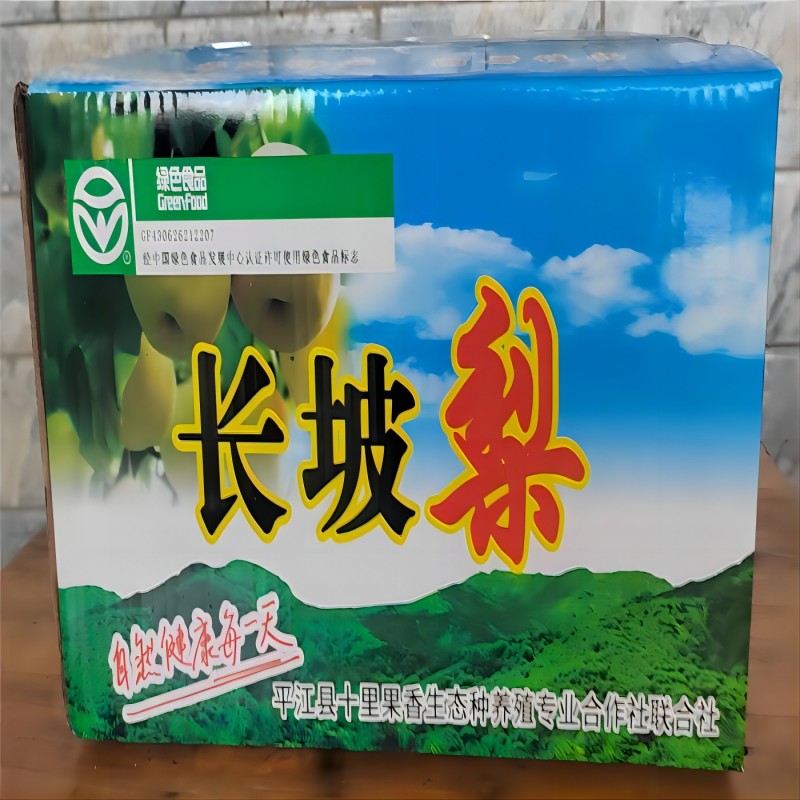 绿色食品
GreenFood
GF430626212207
经中国绿色食品发展中心认证许可使用绿色食品标志
长坡梨
自然健康每一天
平江县十里果香生态种养殖专业合作社联合社